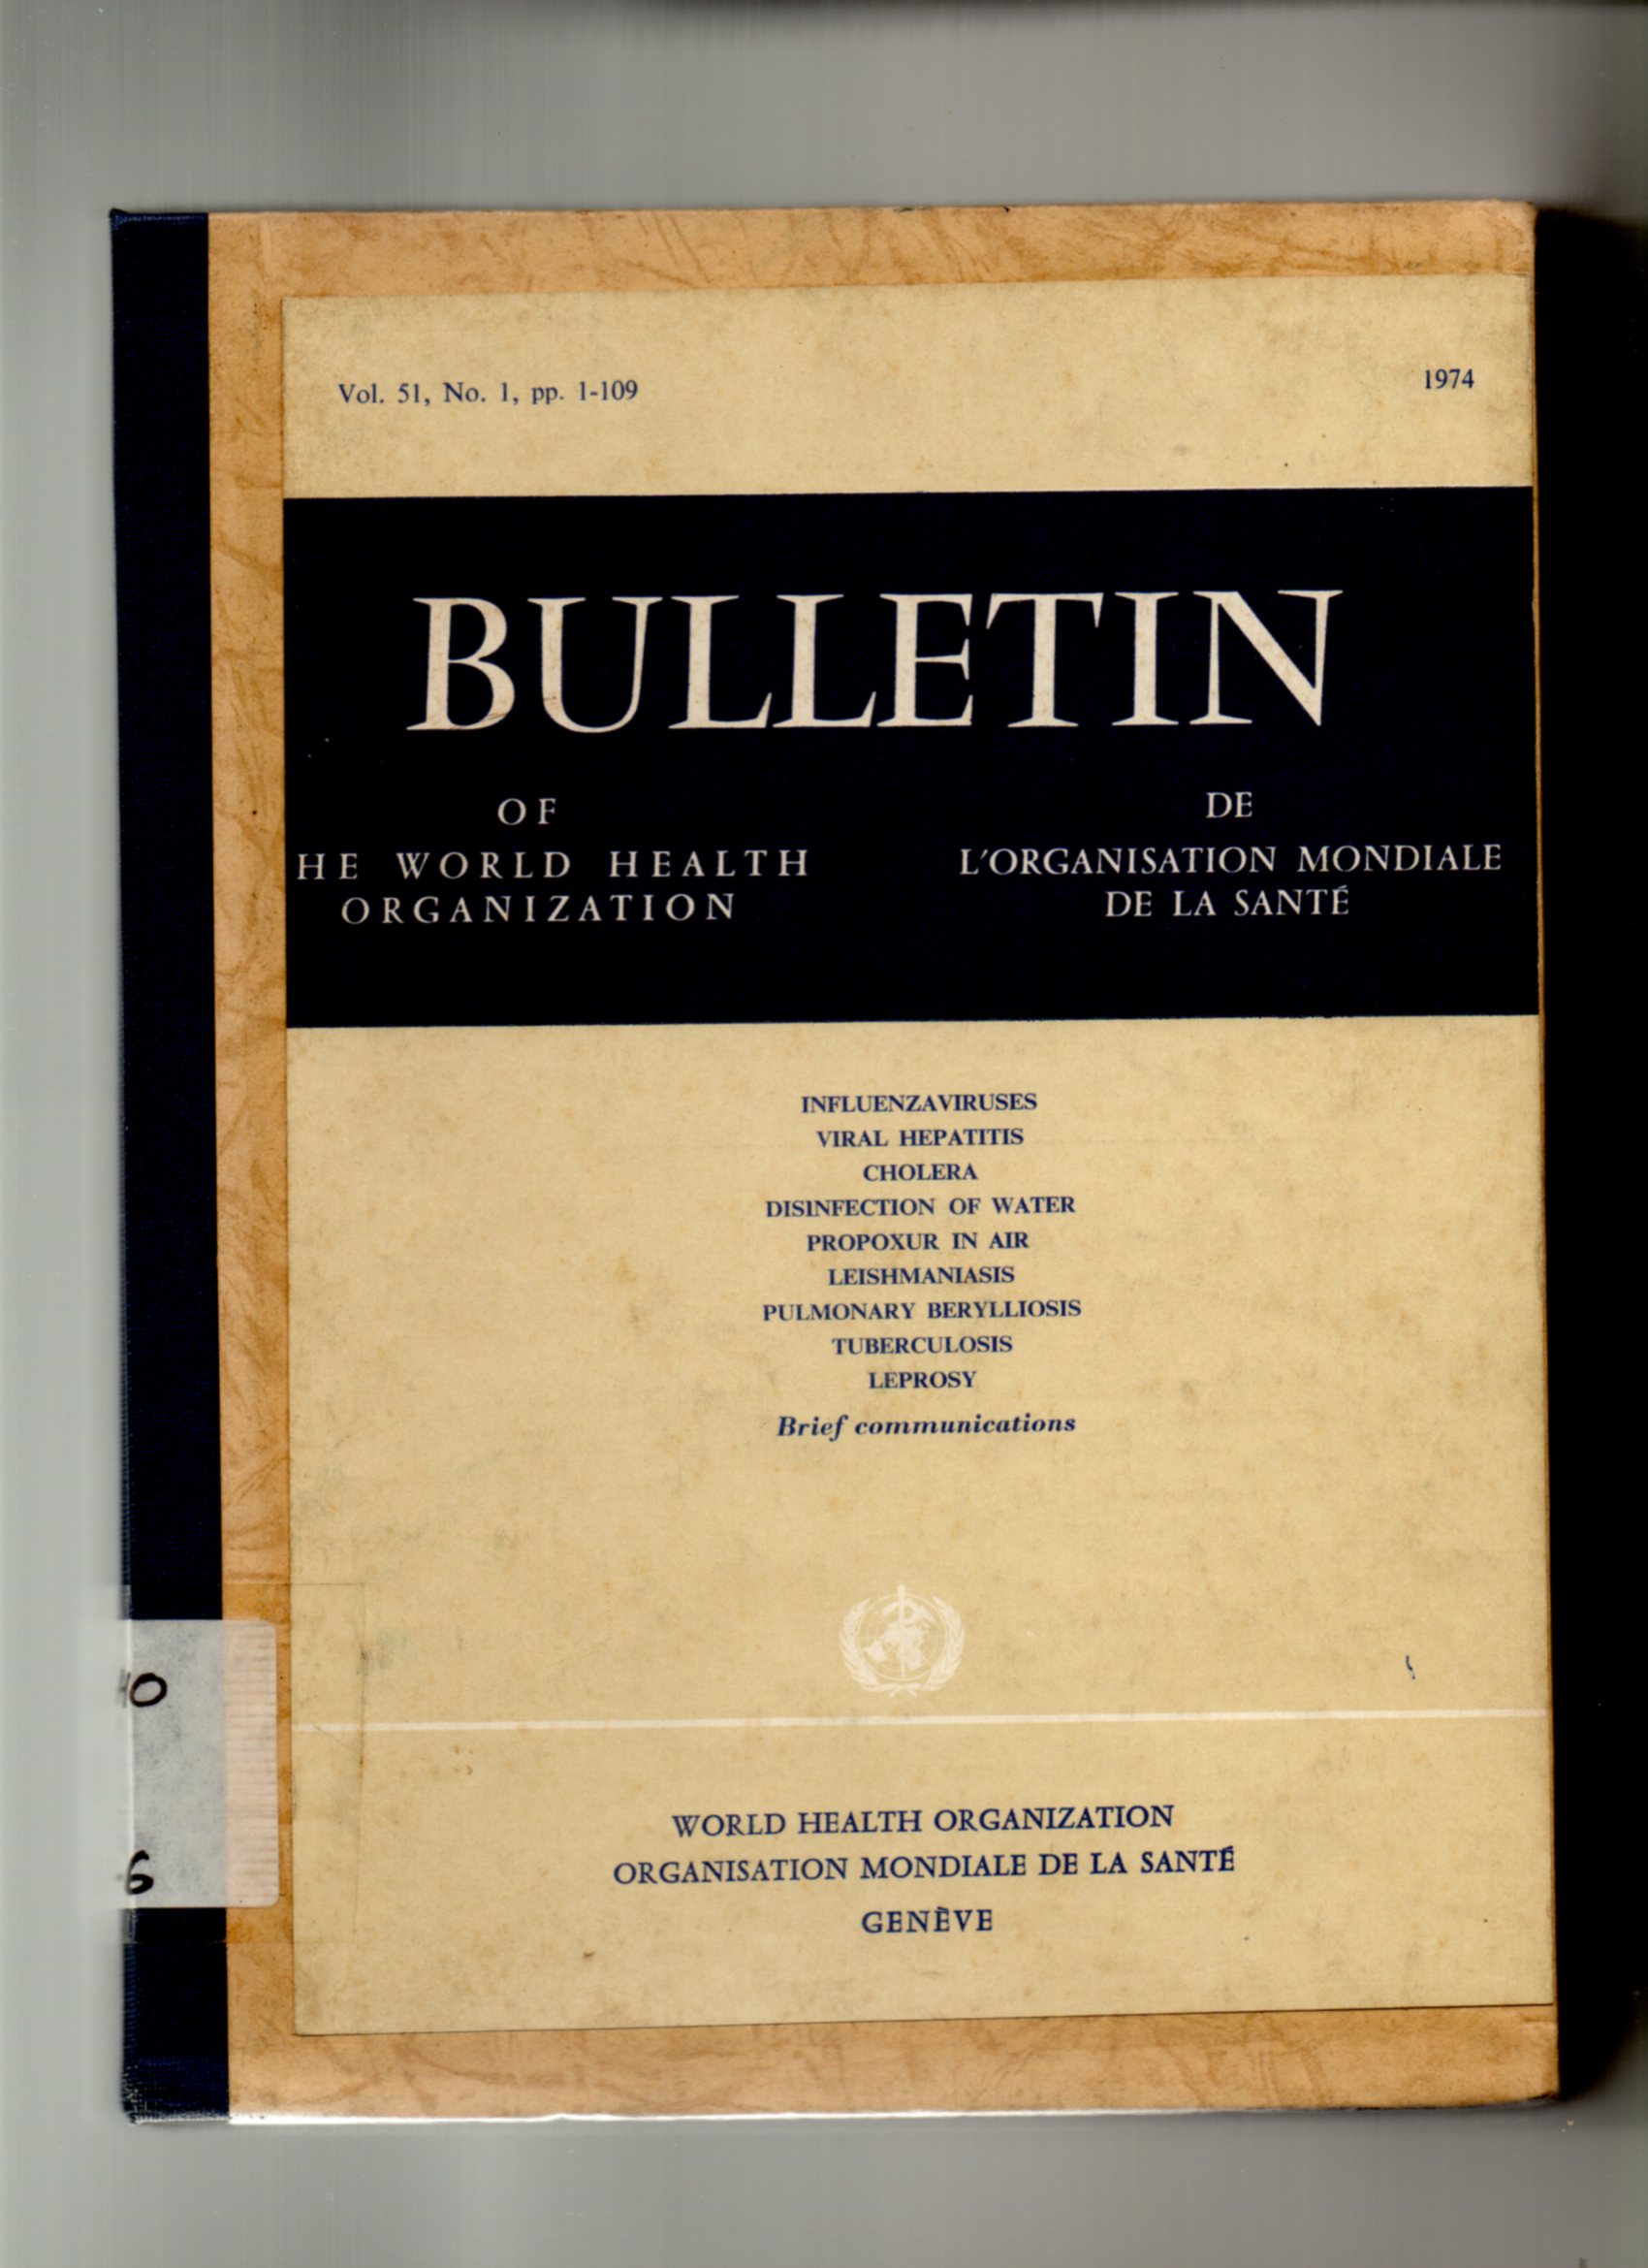 Vol. 51, No. 1, pp. 1-109
1974
BULLETIN
OF
HE WORLD HEALTH
ORGANIZATION
DE
L'ORGANISATION MONDIALE
DE LA SANTÉ
INFLUENZAVIRUSES
VIRAL HEPATITIS
CHOLERA
DISINFECTION OF WATER
PROPOXUR IN AIR
LEISHMANIASIS
PULMONARY BERYLLIOSIS
TUBERCULOSIS
LEPROSY
Brief communications
WORLD HEALTH ORGANIZATION
ORGANISATION MONDIALE DE LA SANTÉ
GENÈVE